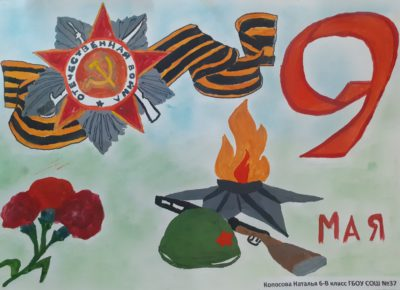 ОТЕЧЕСТВЕННАЯ ВОЙНА
9
МАЯ
Колосова Наталья 6-В класс ГБОУ СОШ №37